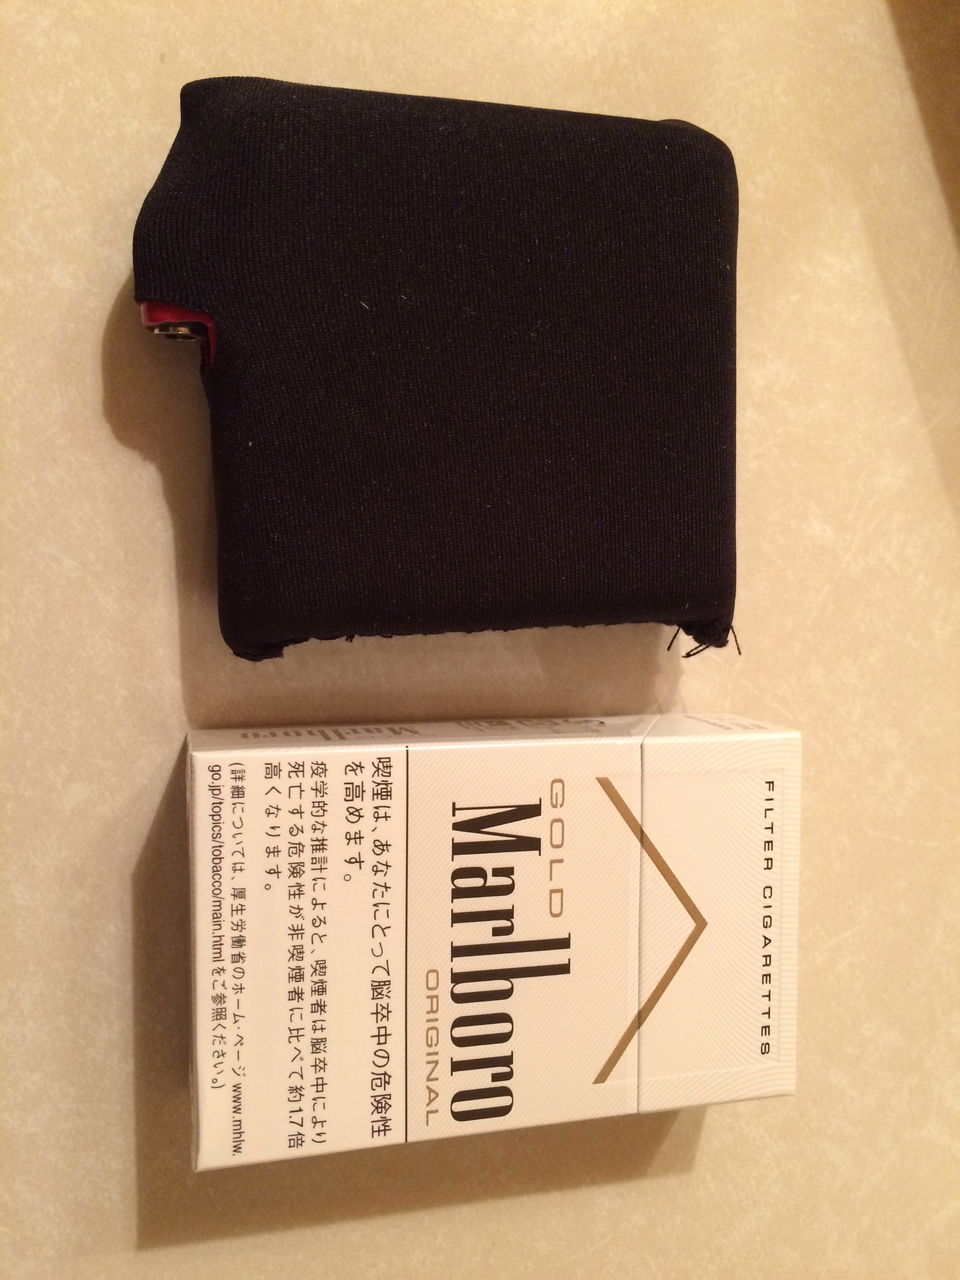 FILTER CIGARETTES
GOLD
Marlboro
ORIGINAL
喫煙は、あなたにとって脳卒中の危険性
を高めます。
疫学的な推計によると、喫煙者は脳卒中により
死亡する危険性が非喫煙者に比べて約1.7倍
高くなります。
(詳細については、厚生労働省のホーム・ページ www.mhlw.
go.jp/topics/tobacco/main.html をご参照ください。)
Marlboro